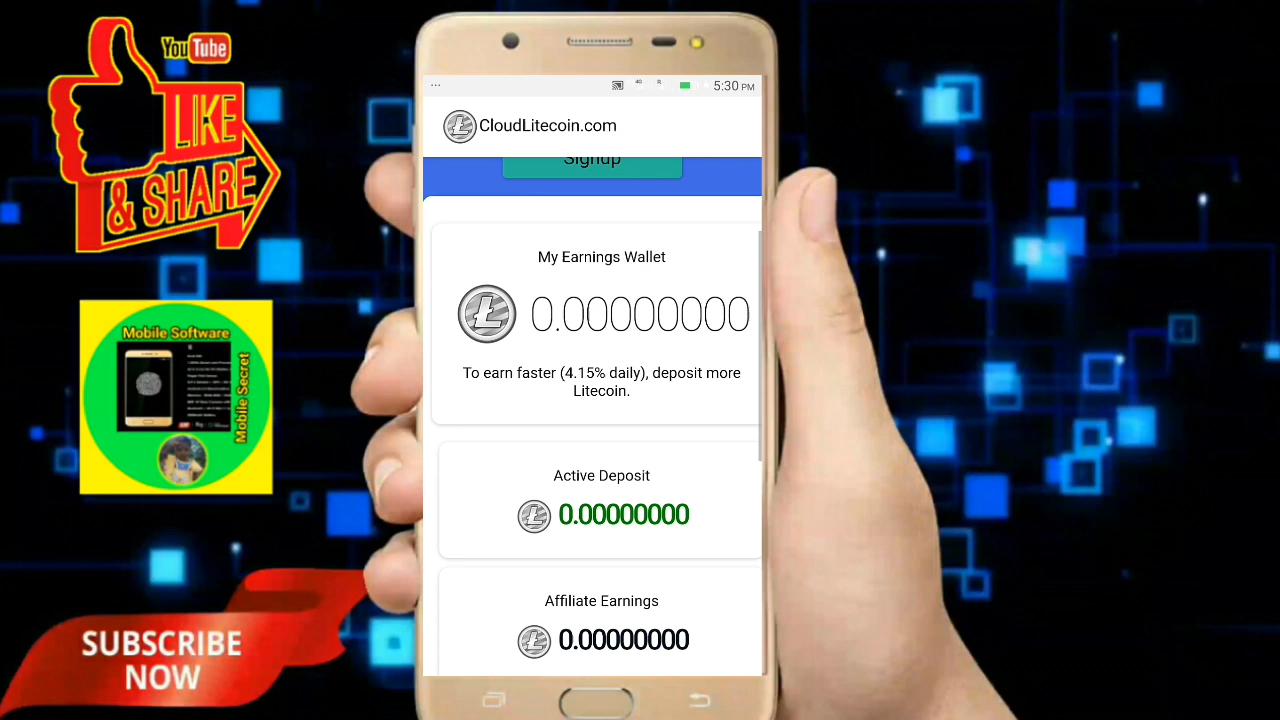 YouTube
LIKE
& SHARE
Mobile Software
Mobile Secret
SUBSCRIBE
NOW
5:30 PM
CloudLitecoin.com
Signup
My Earnings Wallet
0.00000000
To earn faster (4.15% daily), deposit more
Litecoin.
Active Deposit
0.00000000
Affiliate Earnings
0.00000000